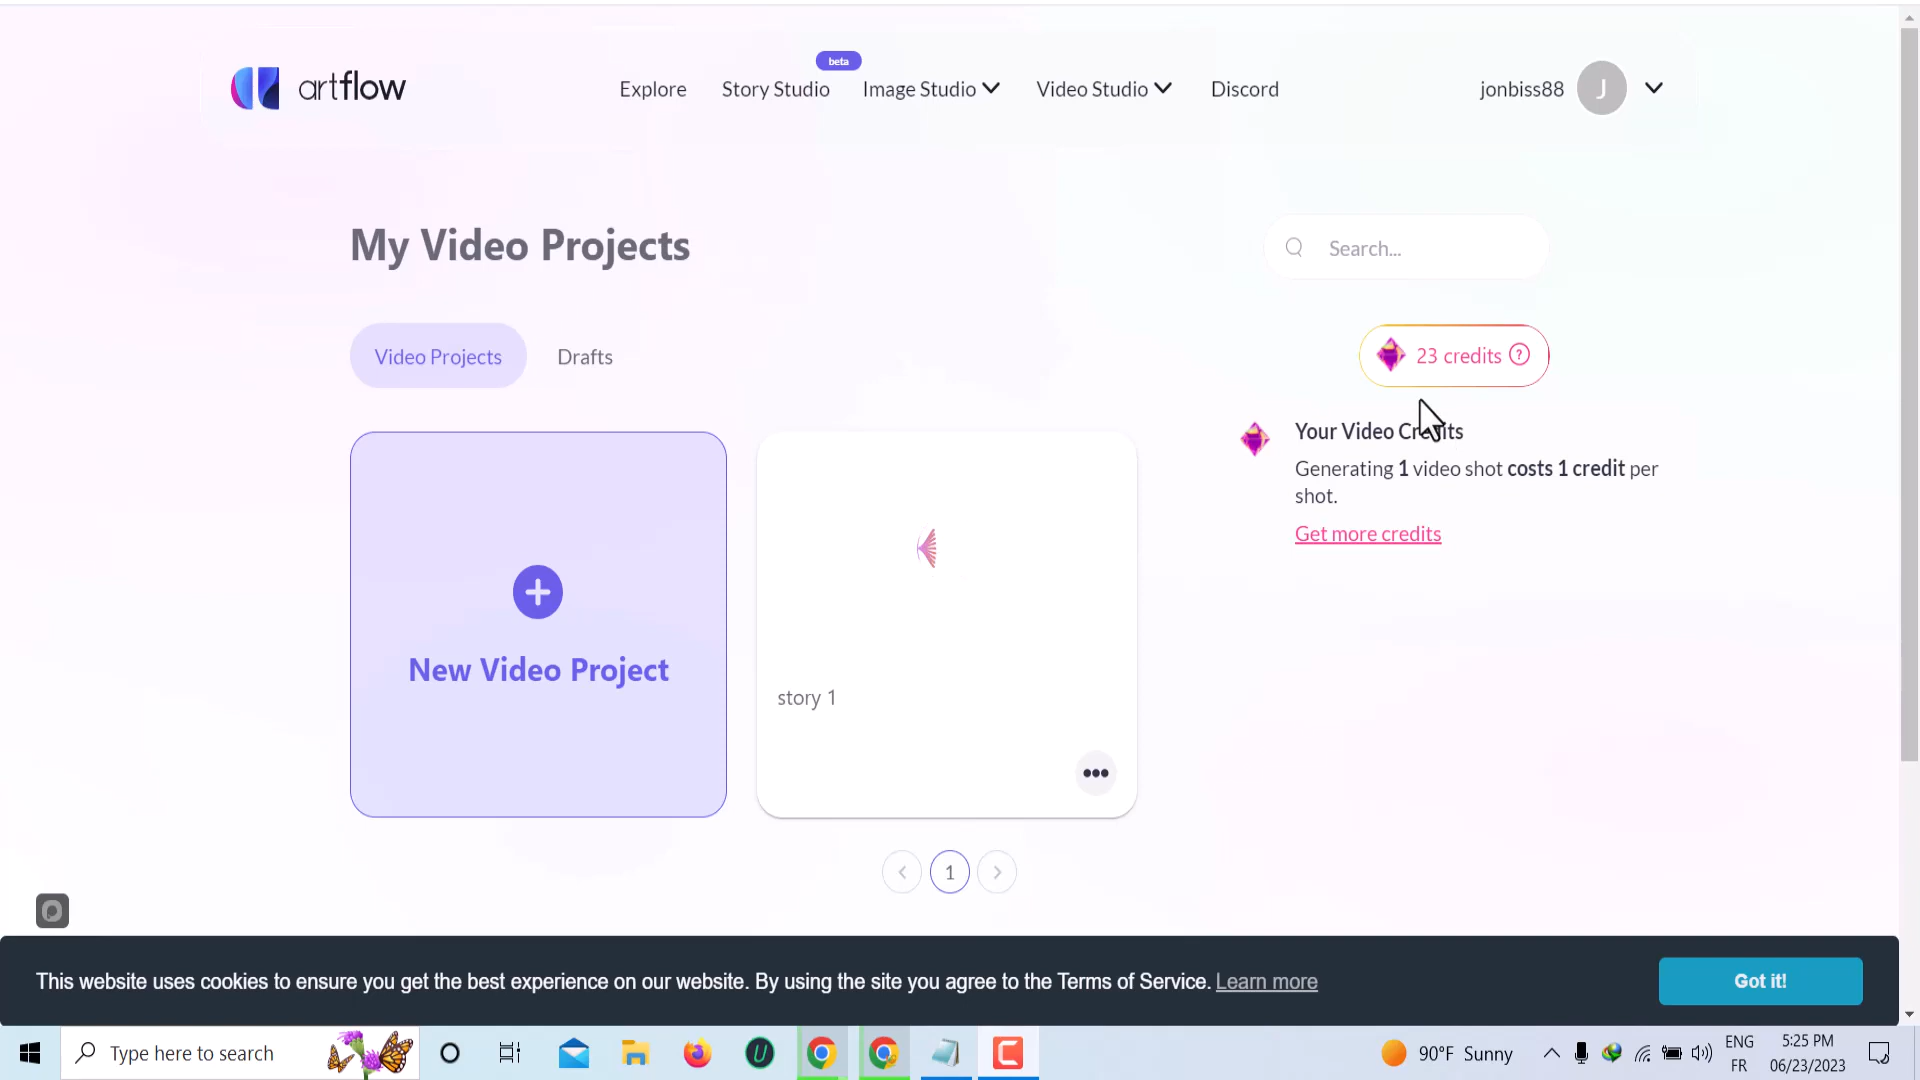 beta
artflow
Explore
Story Studio
Image Studio
Video Studio
Discord
jonbiss88
J
My Video Projects
Search...
Video Projects
Drafts
23 credits ?
Your Video Credits
Generating 1 video shot costs 1 credit per
shot.
Get more credits
New Video Project
story 1
1
This website uses cookies to ensure you get the best experience on our website. By using the site you agree to the Terms of Service. Learn more
Got it!
Type here to search
90°F Sunny
ENG
FR
5:25 PM
06/23/2023